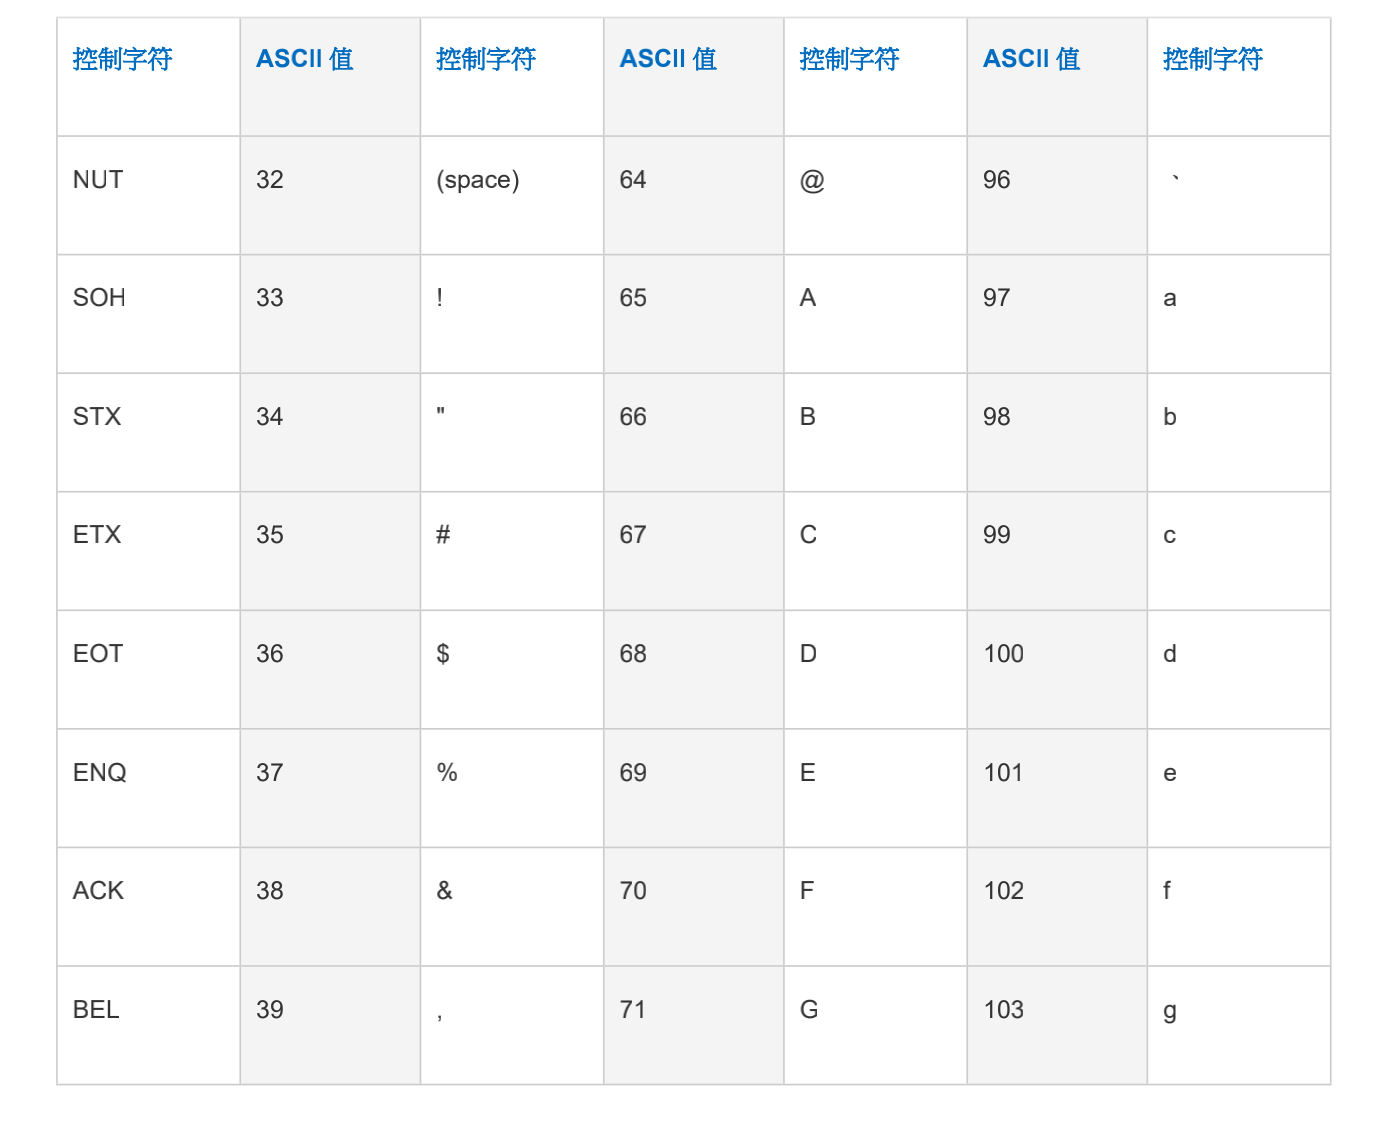 控制字符 ASCII 值 控制字符 ASCII 值 控制字符 ASCII 值 控制字符
NUT 32 (space) 64 @ 96 、
SOH 33 ! 65 A 97 a
STX 34 " 66 B 98 b
ETX 35 # 67 C 99 c
EOT 36 $ 68 D 100 d
ENQ 37 % 69 E 101 e
ACK 38 & 70 F 102 f
BEL 39 , 71 G 103 g